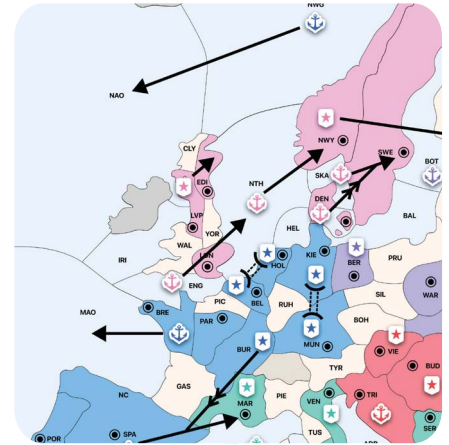 NWG
NAO
CLY
NWY
SWE
SKA
BOT
EDI
NTH
DEN
LVP
HEL
BAL
YOR
WAL
IRI
LDN
HOL
KIE
BER
PRU
ENG
WAR
SIL
MAO
BRE
PIC
BEL
RUH
PAR
BOH
BUR
MUN
VIE
TYR
BUD
GAS
NC
MAR
PIE
VEN
TRI
SER
POR
SPA
TUS